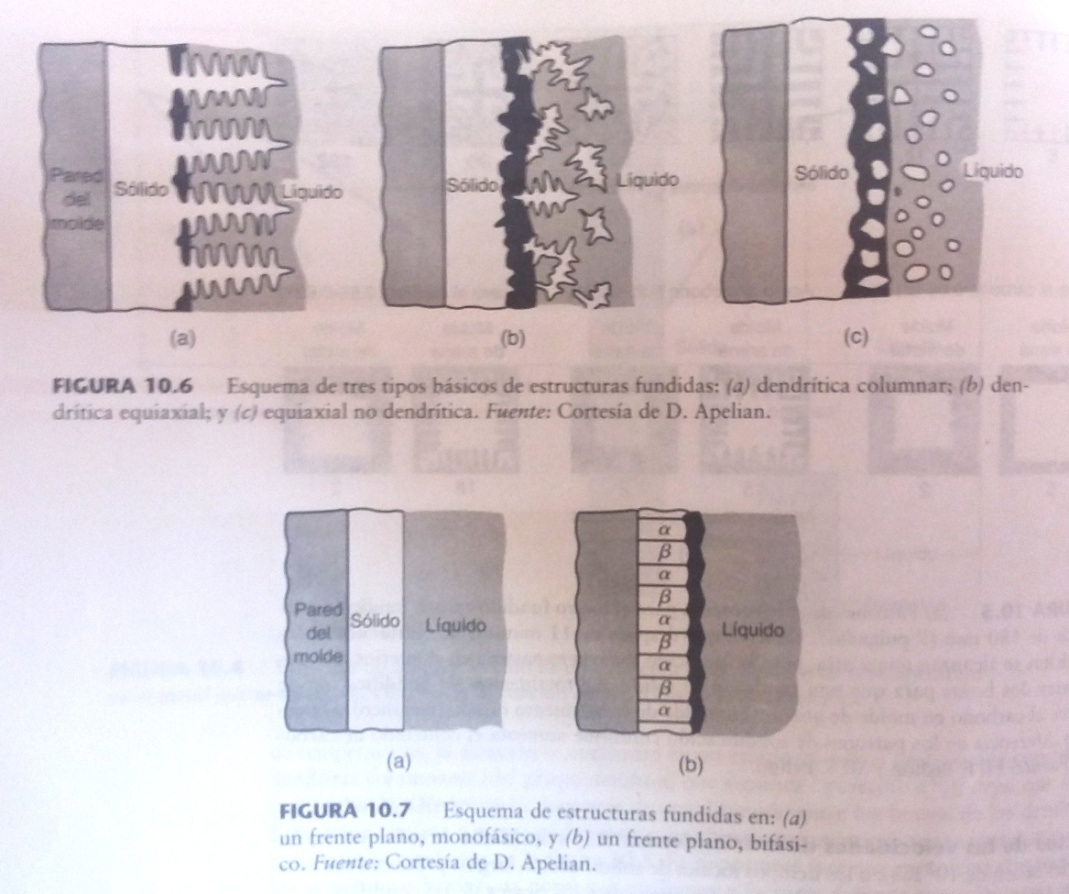 Pared
del
molde
Sólido
Líquido
Sólido
Líquido
Sólido
Líquido
(a)
(b)
(c)
FIGURA 10.6 Esquema de tres tipos básicos de estructuras fundidas: (a) dendrítica columnar; (b) den-
drítica equiaxial; y (c) equiaxial no dendrítica. Fuente: Cortesía de D. Apelian.
Pared
del
molde
Sólido
Líquido
α
β
α
β
α
β
α
β
α
Líquido
(a)
(b)
FIGURA 10.7 Esquema de estructuras fundidas en: (a)
un frente plano, monofásico, y (b) un frente plano, bifási-
co. Fuente: Cortesía de D. Apelian.